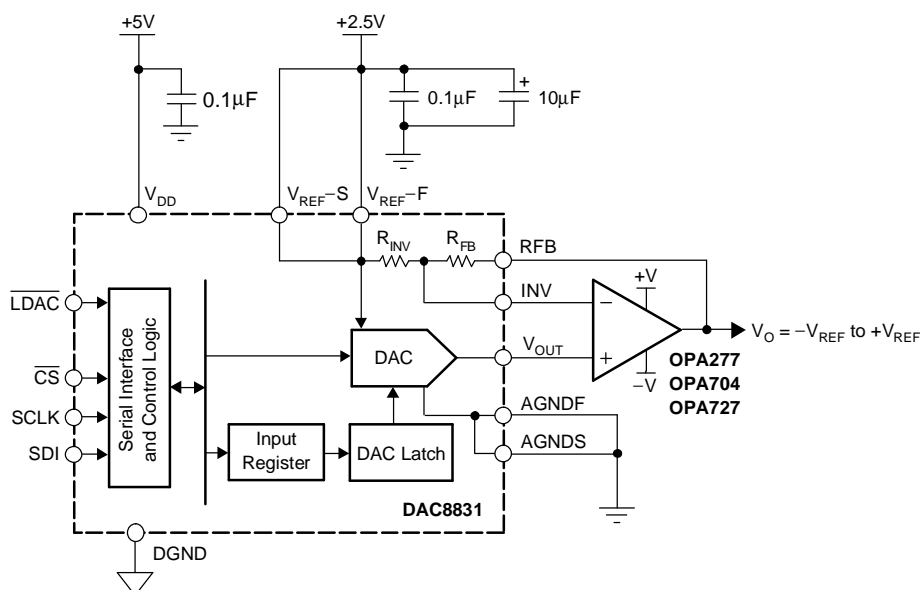 +5V
+2.5V
0.1µF
0.1µF
+
10µF
V_DD
V_REF−S
V_REF−F
R_INV
R_FB
RFB
INV
LDAC
CS
SCLK
SDI
Serial Interface
and Control Logic
DAC
V_OUT
−
+
+V
−V
V_O = −V_REF to +V_REF
OPA277
OPA704
OPA727
AGNDF
AGNDS
Input
Register
DAC Latch
DAC8831
DGND